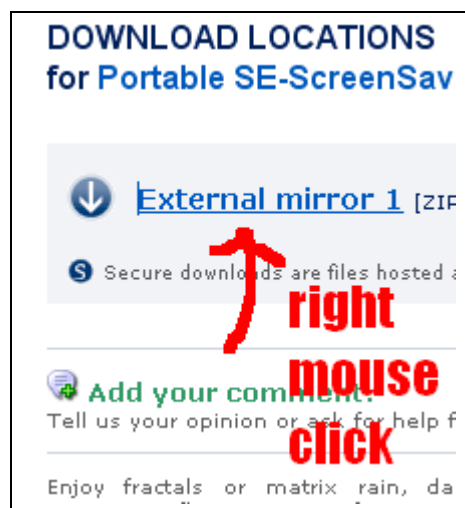 DOWNLOAD LOCATIONS
for Portable SE-ScreenSav
External mirror 1 [ZIP
S Secure downloads are files hosted a
right
mouse
click
Add your comment!
Tell us your opinion or ask for help f
Enjoy fractals or matrix rain, da